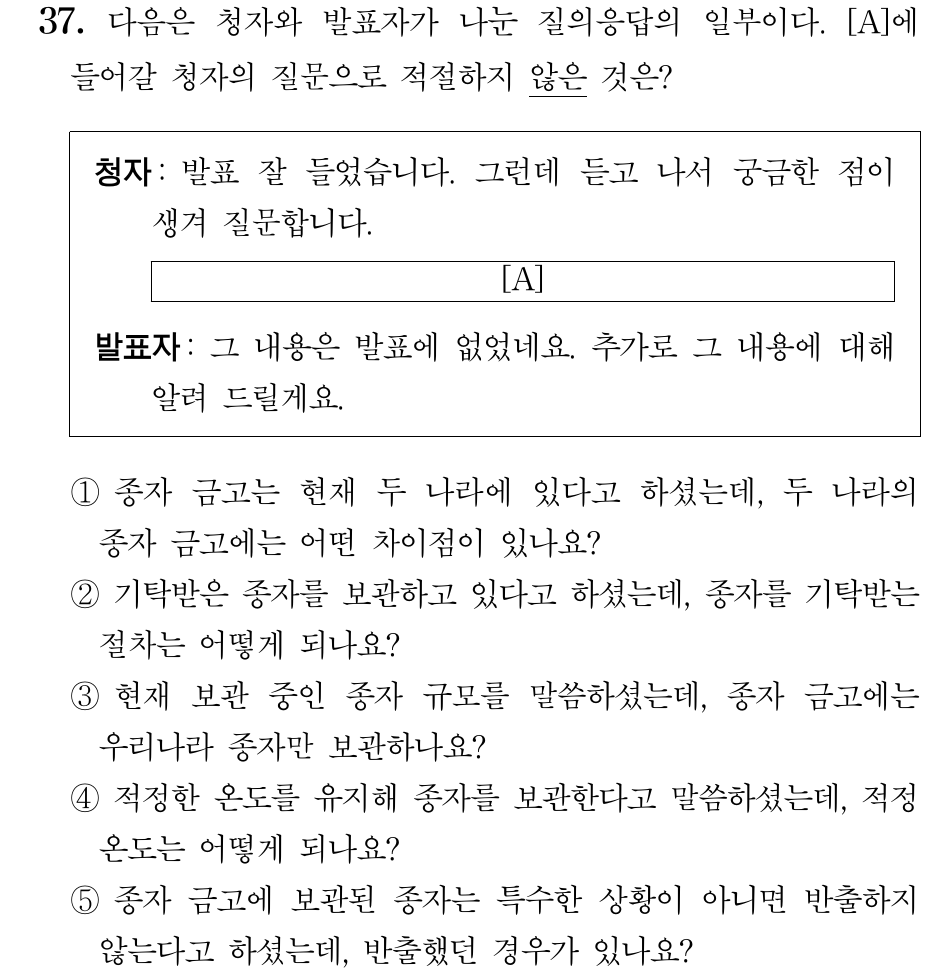 37. 다음은 청자와 발표자가 나눈 질의응답의 일부이다. [A]에
들어갈 청자의 질문으로 적절하지 않은 것은?
청자 : 발표 잘 들었습니다. 그런데 듣고 나서 궁금한 점이
생겨 질문합니다.
[A]
발표자 : 그 내용은 발표에 없었네요. 추가로 그 내용에 대해
알려 드릴게요.
① 종자 금고는 현재 두 나라에 있다고 하셨는데, 두 나라의
종자 금고에는 어떤 차이점이 있나요?
② 기탁받은 종자를 보관하고 있다고 하셨는데, 종자를 기탁받는
절차는 어떻게 되나요?
③ 현재 보관 중인 종자 규모를 말씀하셨는데, 종자 금고에는
우리나라 종자만 보관하나요?
④ 적정한 온도를 유지해 종자를 보관한다고 말씀하셨는데, 적정
온도는 어떻게 되나요?
⑤ 종자 금고에 보관된 종자는 특수한 상황이 아니면 반출하지
않는다고 하셨는데, 반출했던 경우가 있나요?